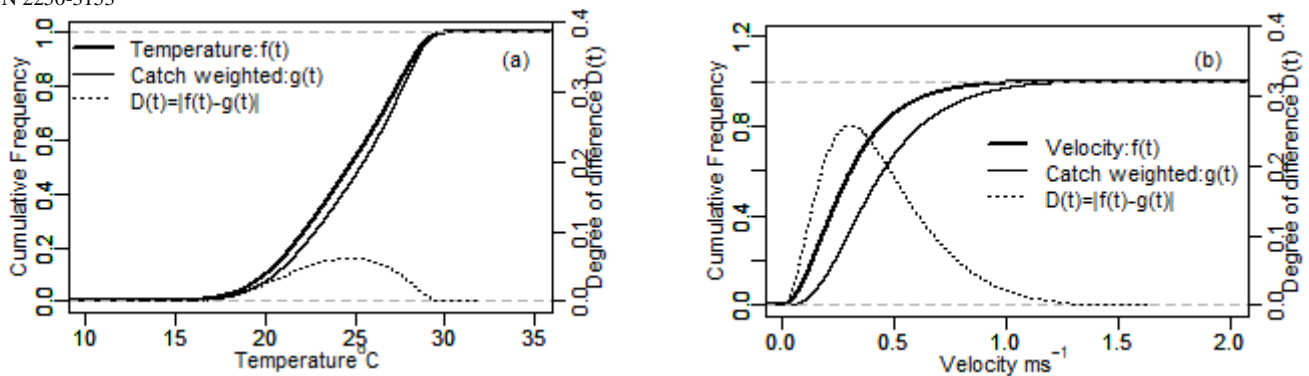 Temperature:f(t)
Catch weighted:g(t)
D(t)=|f(t)-g(t)|
(a)
Cumulative Frequency
0.0 0.2 0.4 0.6 0.8 1.0
Degree of difference D(t)
0.0 0.1 0.2 0.3 0.4
10 15 20 25 30 35
Temperature°C
(b)
Velocity:f(t)
Catch weighted:g(t)
D(t)=|f(t)-g(t)|
Cumulative Frequency
0.0 0.4 0.8 1.2
Degree of difference D(t)
0.0 0.1 0.2 0.3 0.4
0.0 0.5 1.0 1.5 2.0
Velocity ms⁻¹